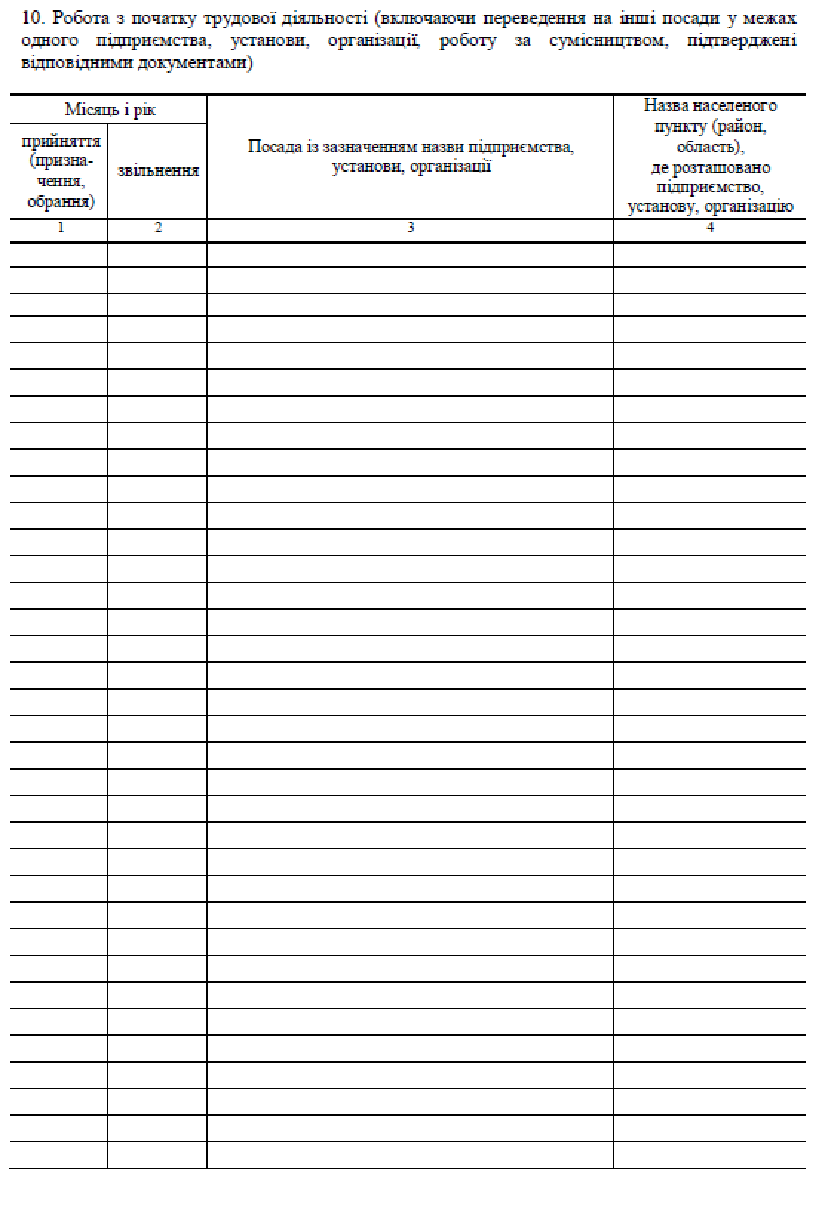 10. Робота з початку трудової діяльності (включаючи переведення на інші посади у межах
одного підприємства, установи, організації, роботу за сумісництвом, підтверджені
відповідними документами)
Місяць і рік
прийняття
(призна-
чення,
обрання)
звільнення
Посада із зазначенням назви підприємства,
установи, організації
Назва населеного
пункту (район,
область),
де розташовано
підприємство,
установу, організацію
1
2
3
4